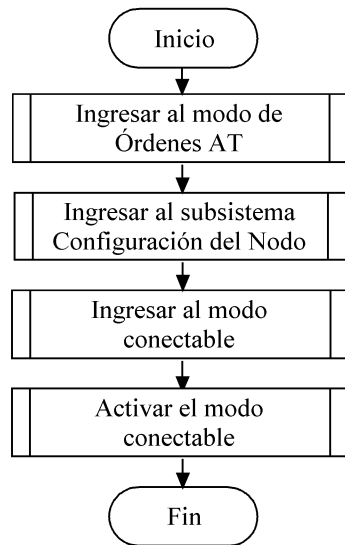 Inicio
Ingresar al modo de
Órdenes AT
Ingresar al subsistema
Configuración del Nodo
Ingresar al modo
conectable
Activar el modo
conectable
Fin